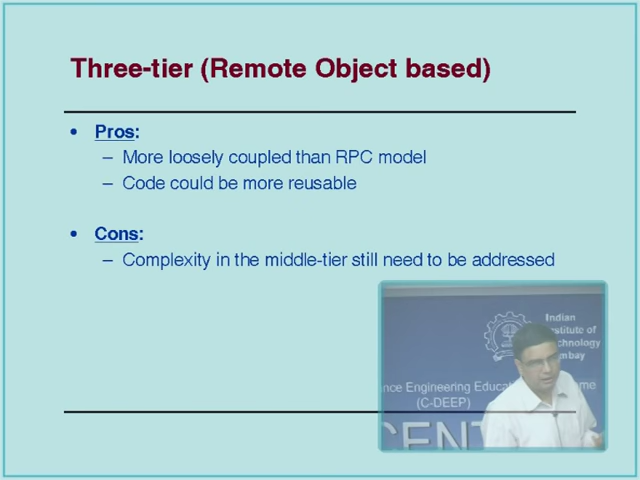 Three-tier (Remote Object based)
• Pros:
– More loosely coupled than RPC model
– Code could be more reusable
• Cons:
– Complexity in the middle-tier still need to be addressed
Indian
Institute of
Technology
Bombay
(C-DEEP)